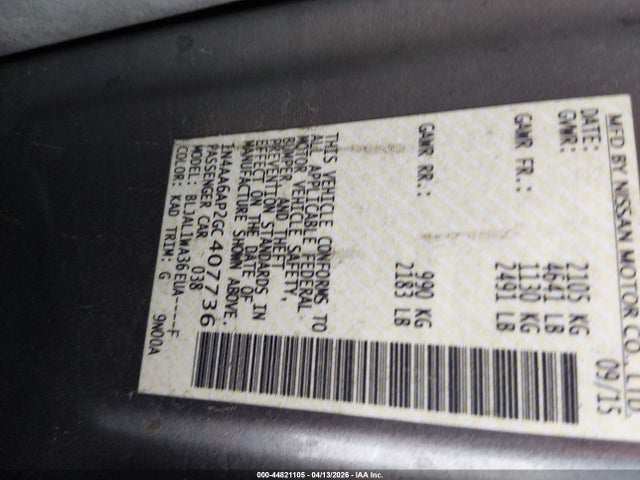 MFD. BY NISSAN MOTOR CO., LTD.
DATE: 09/15
GVWR: 2105 KG
4641 LB
GAWR FR.: 1130 KG
2491 LB
GAWR RR.: 990 KG
2183 LB
THIS VEHICLE CONFORMS TO
ALL APPLICABLE FEDERAL
MOTOR VEHICLE SAFETY,
BUMPER AND THEFT
PREVENTION STANDARDS IN
EFFECT ON THE DATE OF
MANUFACTURE SHOWN ABOVE.
1N4AA6AP2GC407736
PASSENGER CAR 038
MODEL: BLJALIWA36EUA----F
COLOR: KAD TRIM: G 9N00A
000-44821105 - 04/13/2026 - IAA Inc.